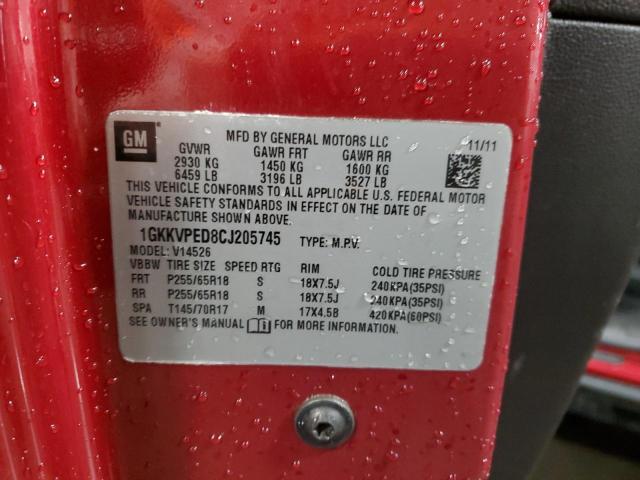 GM
MFD BY GENERAL MOTORS LLC
11/11
GVWR GAWR FRT GAWR RR
2930 KG 1450 KG 1600 KG
6459 LB 3196 LB 3527 LB
THIS VEHICLE CONFORMS TO ALL APPLICABLE U.S. FEDERAL MOTOR
VEHICLE SAFETY STANDARDS IN EFFECT ON THE DATE OF
MANUFACTURE SHOWN ABOVE.
1GKKVPED8CJ205745 TYPE: M.P.V.
MODEL: V14526
VBBW TIRE SIZE SPEED RTG RIM COLD TIRE PRESSURE
FRT P255/65R18 S 18X7.5J 240KPA(35PSI)
RR P255/65R18 S 18X7.5J 240KPA(35PSI)
SPA T145/70R17 M 17X4.5B 420KPA(60PSI)
SEE OWNER'S MANUAL FOR MORE INFORMATION.